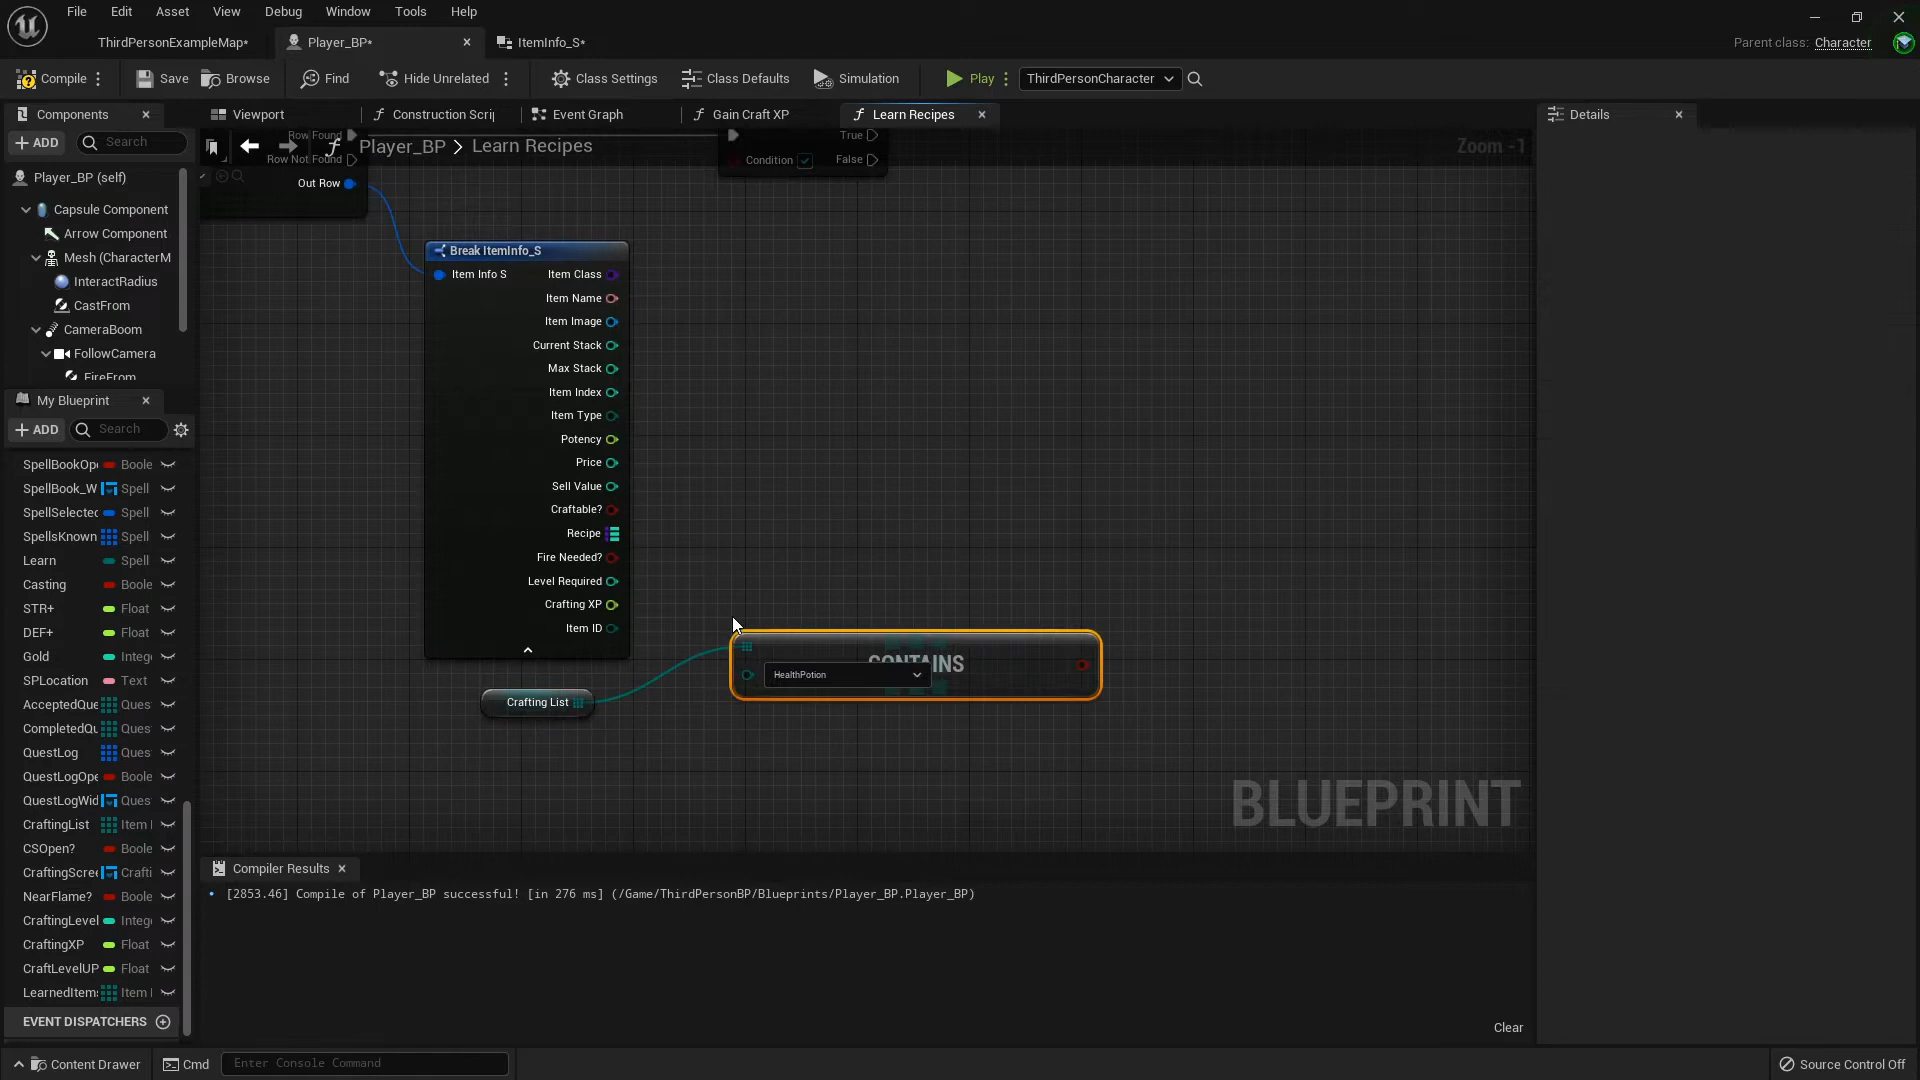 File Edit Asset View Debug Window Tools Help
ThirdPersonExampleMap* Player_BP* ItemInfo_S* Parent class: Character
Compile Save Browse Find Hide Unrelated Class Settings Class Defaults Simulation Play ThirdPersonCharacter
Components Viewport Construction Scrip Event Graph Gain Craft XP Learn Recipes Details
ADD Search
Player_BP > Learn Recipes
Zoom -1
Row Found
Row Not Found
Out Row
True
Condition False
Player_BP (self)
Capsule Component
Arrow Component
Mesh (CharacterM
InteractRadius
CastFrom
CameraBoom
FollowCamera
FireFrom
My Blueprint
ADD Search
SpellBookOpe Boole
SpellBook_W Spell
SpellSelected Spell
SpellsKnown Spell
Learn Spell
Casting Boole
STR+ Float
DEF+ Float
Gold Intege
SPLocation Text
AcceptedQue Ques
CompletedQu Ques
QuestLog Ques
QuestLogOpe Boole
QuestLogWid Ques
CraftingList Item I
CSOpen? Boole
CraftingScree Crafti
NearFlame? Boole
CraftingLevel Intege
CraftingXP Float
CraftLevelUP Float
LearnedItems Item I
EVENT DISPATCHERS
Break ItemInfo_S
Item Info S Item Class
Item Name
Item Image
Current Stack
Max Stack
Item Index
Item Type
Potency
Price
Sell Value
Craftable?
Recipe
Fire Needed?
Level Required
Crafting XP
Item ID
CONTAINS
HealthPotion
Crafting List
BLUEPRINT
Compiler Results
[2853.46] Compile of Player_BP successful! [in 276 ms] (/Game/ThirdPersonBP/Blueprints/Player_BP.Player_BP)
Clear
Content Drawer Cmd Enter Console Command Source Control Off